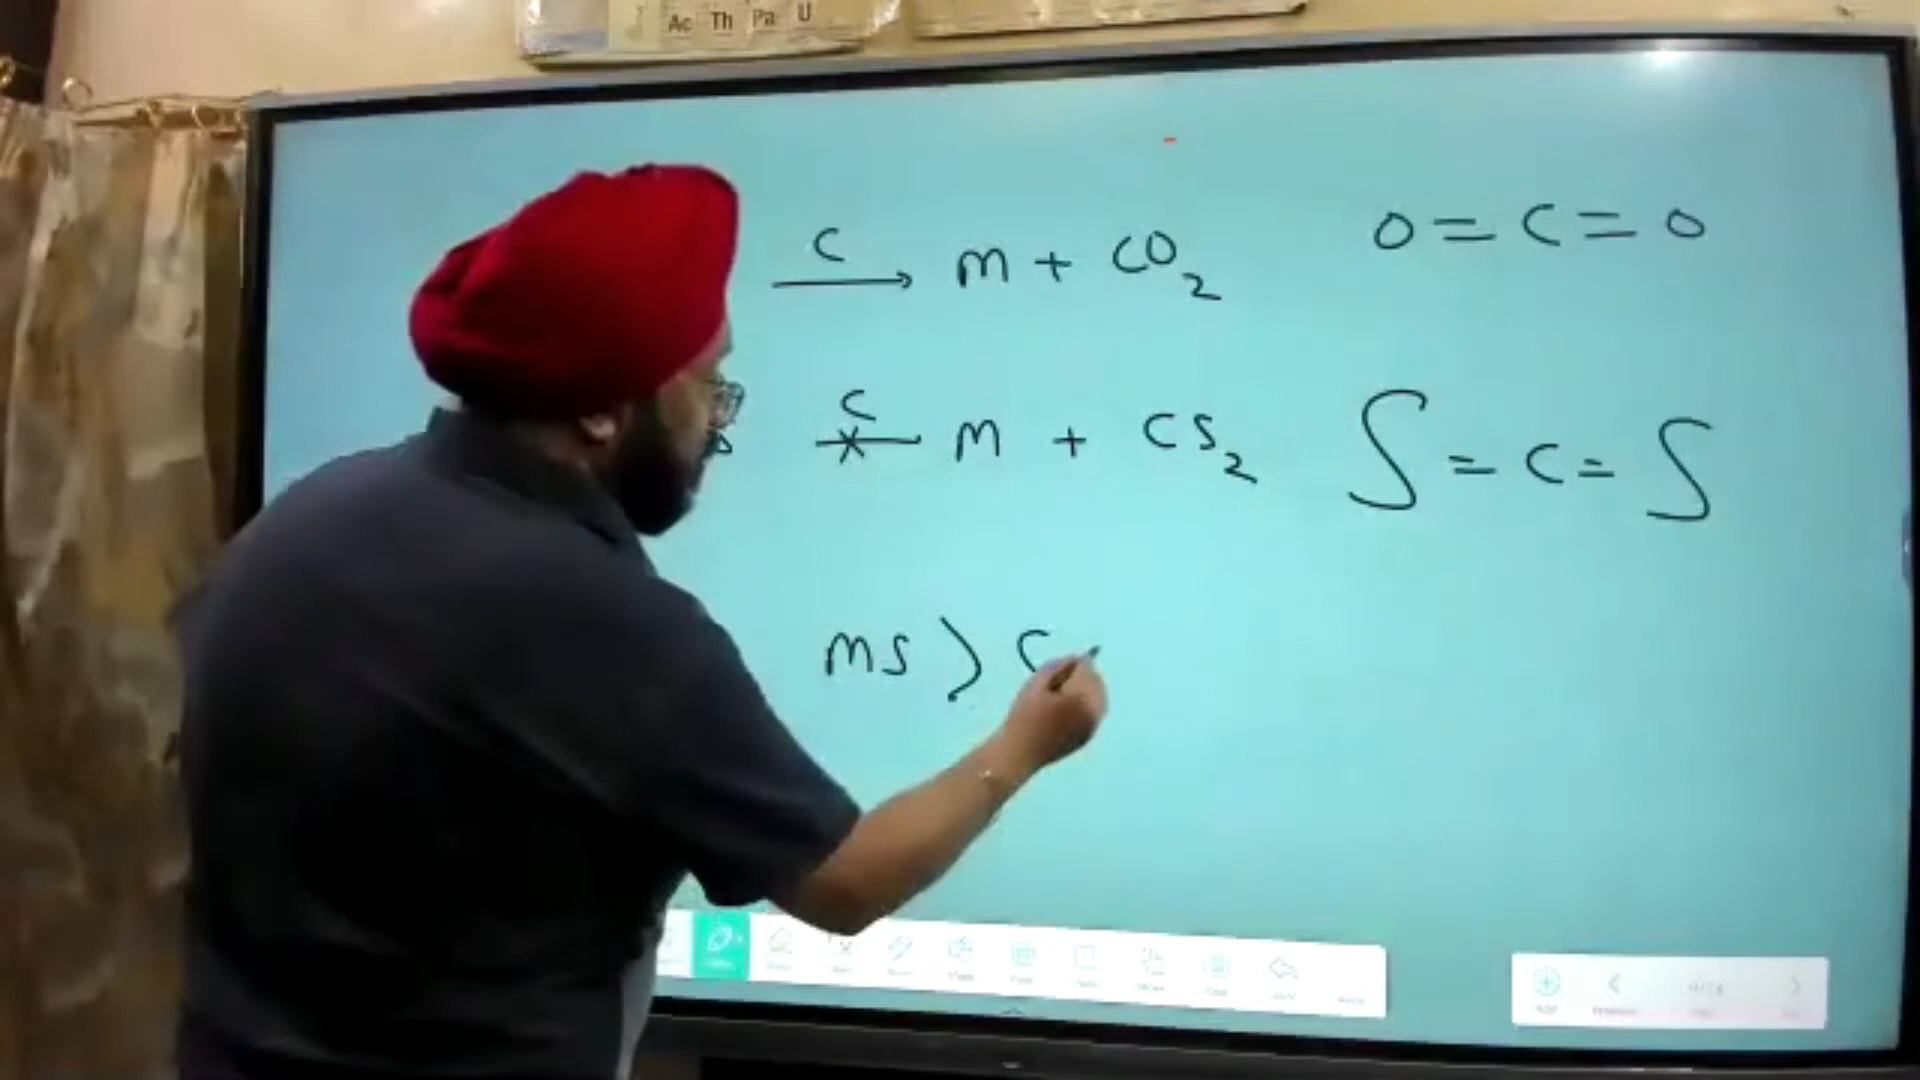 Ac Th Pa U
C
⟶ m + CO₂ O = C = O
C
m + CS₂ S = C = S
ms > C